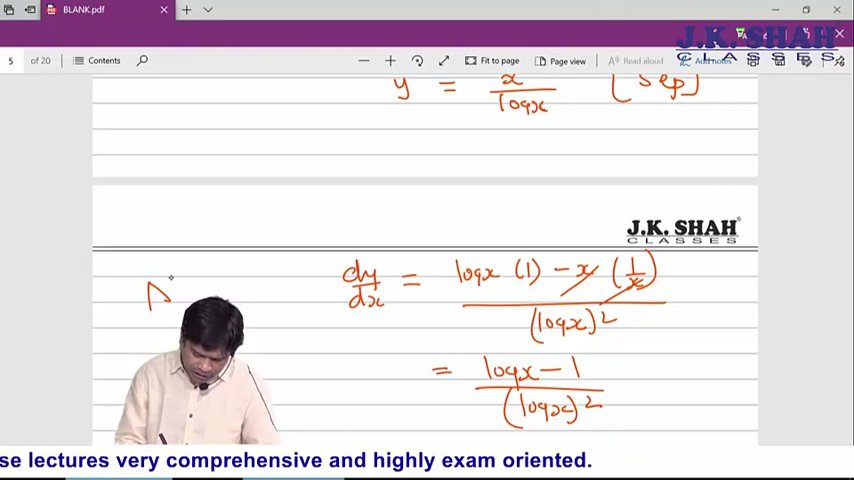 BLANK.pdf
J.K. SHAH
CLASSES
5 of 20 Contents Fit to page Page view Read aloud Add notes
y = x / logx (Sep)
J.K. SHAH
CLASSES
dy/dx = logx (1) - x (1/x) / (logx)²
= logx - 1 / (logx)²
se lectures very comprehensive and highly exam oriented.